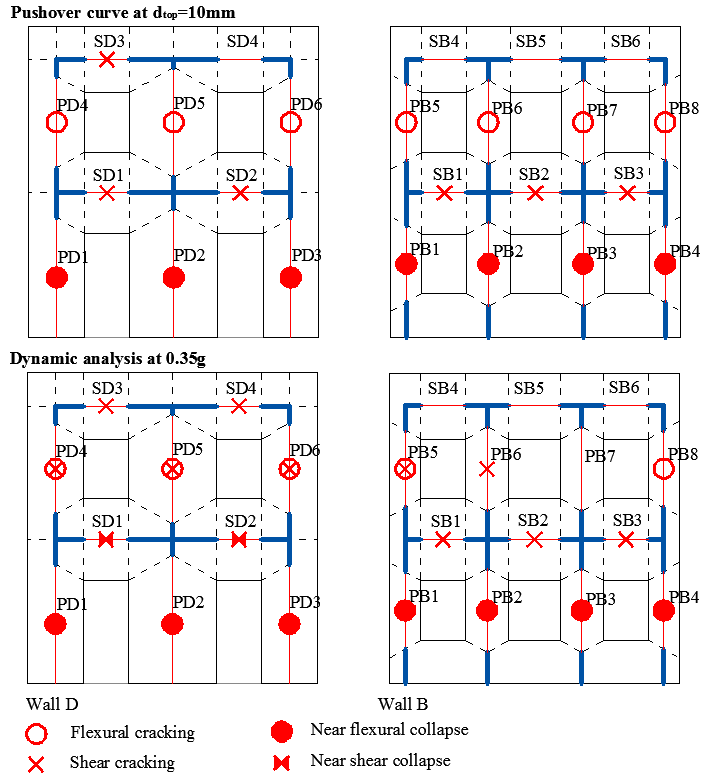 Pushover curve at dtop=10mm
SD3 SD4 SB4 SB5 SB6
PD4 PD5 PD6 PB5 PB6 PB7 PB8
SD1 SD2 SB1 SB2 SB3
PD1 PD2 PD3 PB1 PB2 PB3 PB4
Dynamic analysis at 0.35g
SD3 SD4 SB4 SB5 SB6
PD4 PD5 PD6 PB5 PB6 PB7 PB8
SD1 SD2 SB1 SB2 SB3
PD1 PD2 PD3 PB1 PB2 PB3 PB4
Wall D Wall B
Flexural cracking Near flexural collapse
Shear cracking Near shear collapse